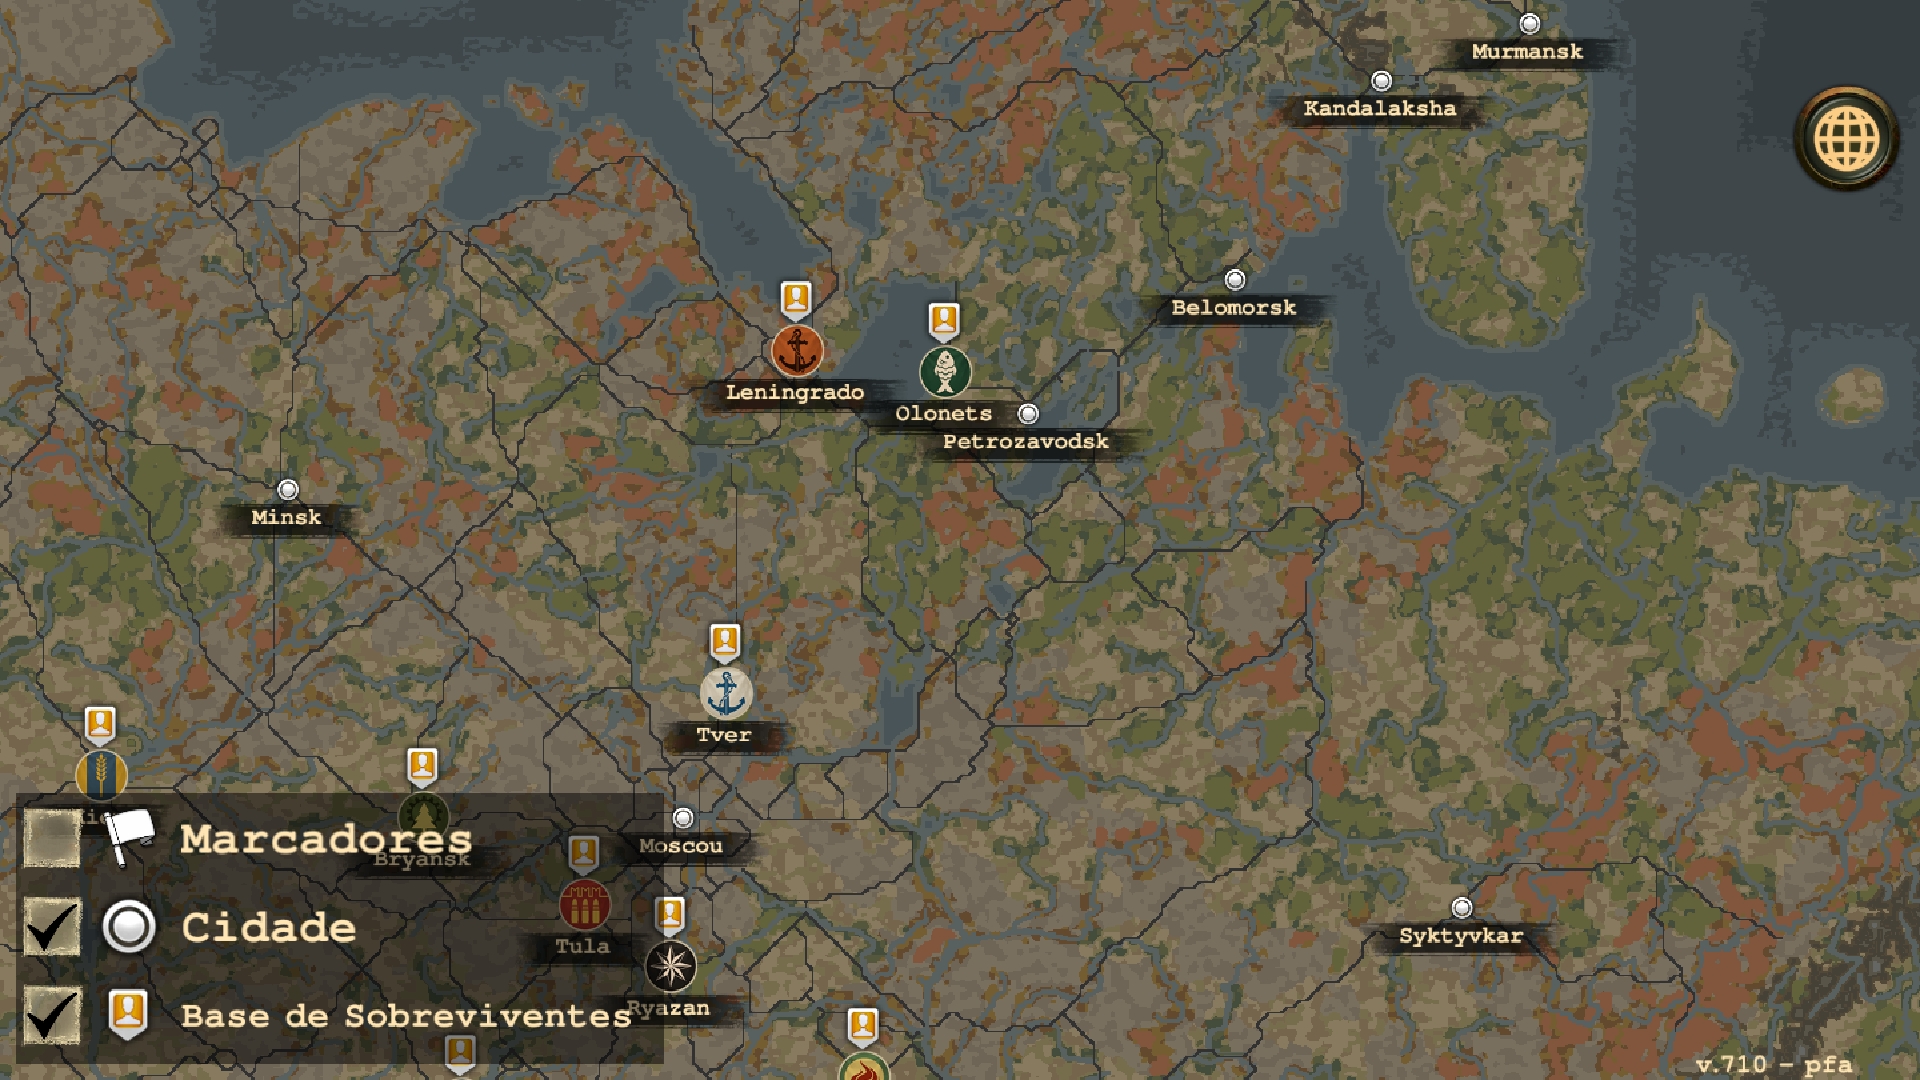 Murmansk
Kandalaksha
Belomorsk
Leningrado
Olonets
Petrozavodsk
Minsk
Tver
Marcadores
Moscou
Bryansk
Cidade
Syktyvkar
Tula
Ryazan
Base de Sobreviventes
v.710 - pfa